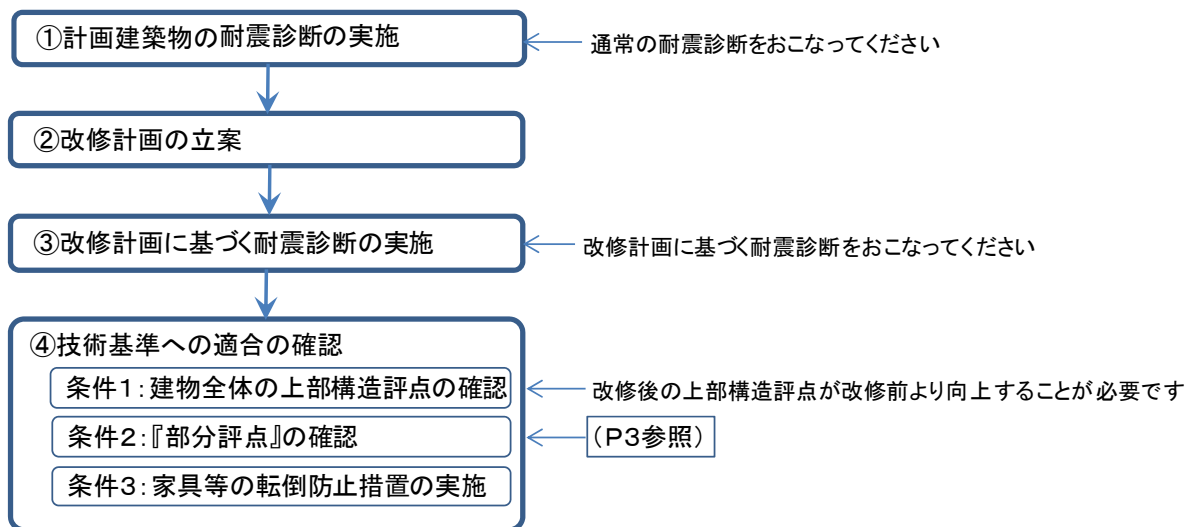 ①計画建築物の耐震診断の実施
通常の耐震診断をおこなってください
②改修計画の立案
③改修計画に基づく耐震診断の実施
改修計画に基づく耐震診断をおこなってください
④技術基準への適合の確認
条件1:建物全体の上部構造評点の確認
改修後の上部構造評点が改修前より向上することが必要です
条件2:『部分評点』の確認
(P3参照)
条件3:家具等の転倒防止措置の実施